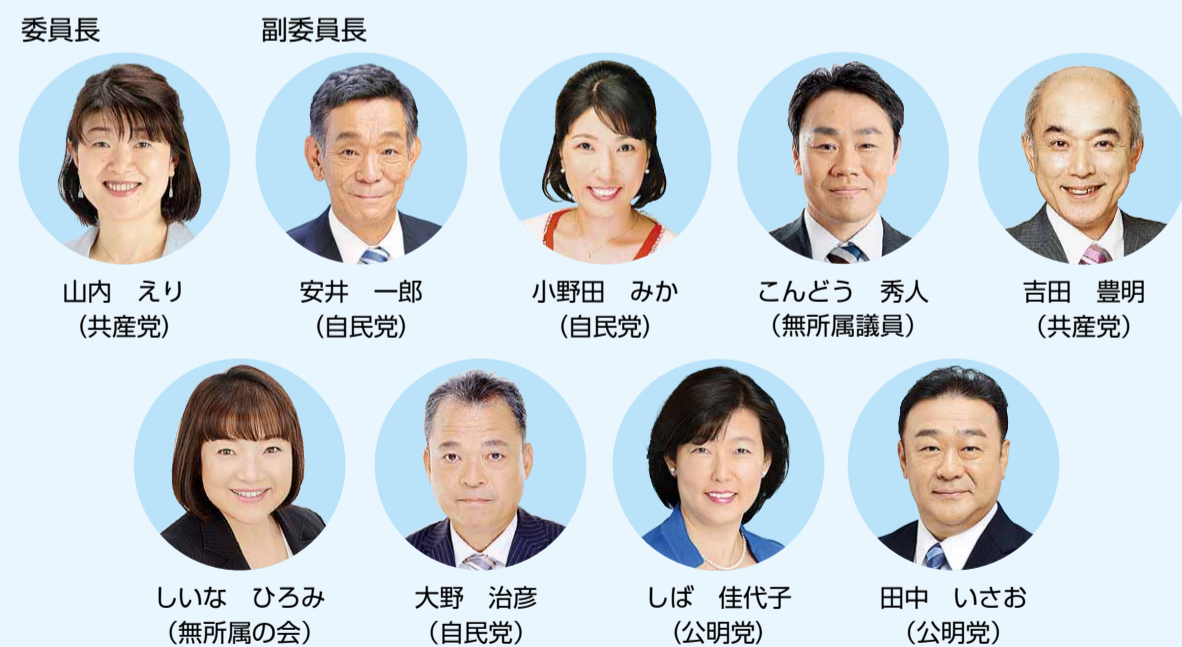 委員長 副委員長
山内 えり 安井 一郎 小野田 みか こんどう 秀人 吉田 豊明
（共産党） （自民党） （自民党） （無所属議員） （共産党）
しいな ひろみ 大野 治彦 しば 佳代子 田中 いさお
（無所属の会） （自民党） （公明党） （公明党）